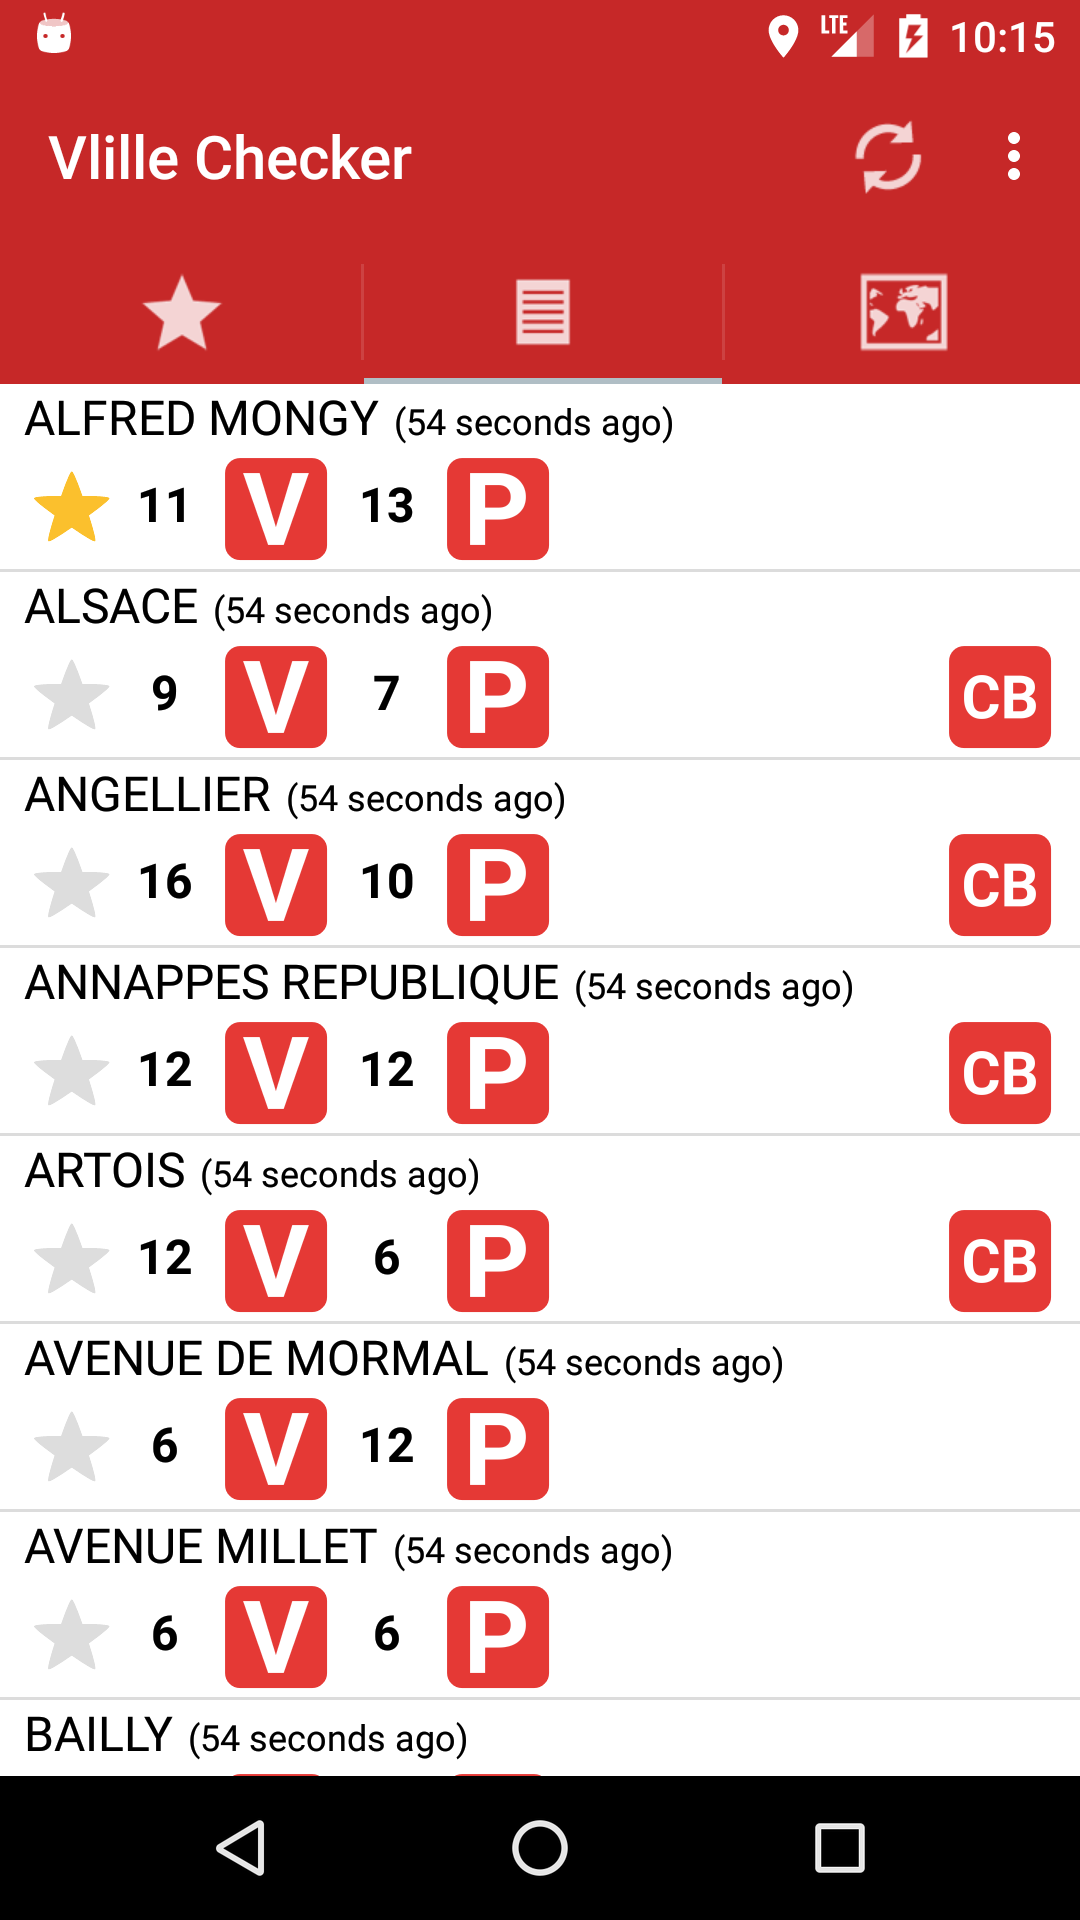 LTE 10:15
Vlille Checker
ALFRED MONGY (54 seconds ago)
11 V 13 P
ALSACE (54 seconds ago)
9 V 7 P CB
ANGELLIER (54 seconds ago)
16 V 10 P CB
ANNAPPES REPUBLIQUE (54 seconds ago)
12 V 12 P CB
ARTOIS (54 seconds ago)
12 V 6 P CB
AVENUE DE MORMAL (54 seconds ago)
6 V 12 P
AVENUE MILLET (54 seconds ago)
6 V 6 P
BAILLY (54 seconds ago)